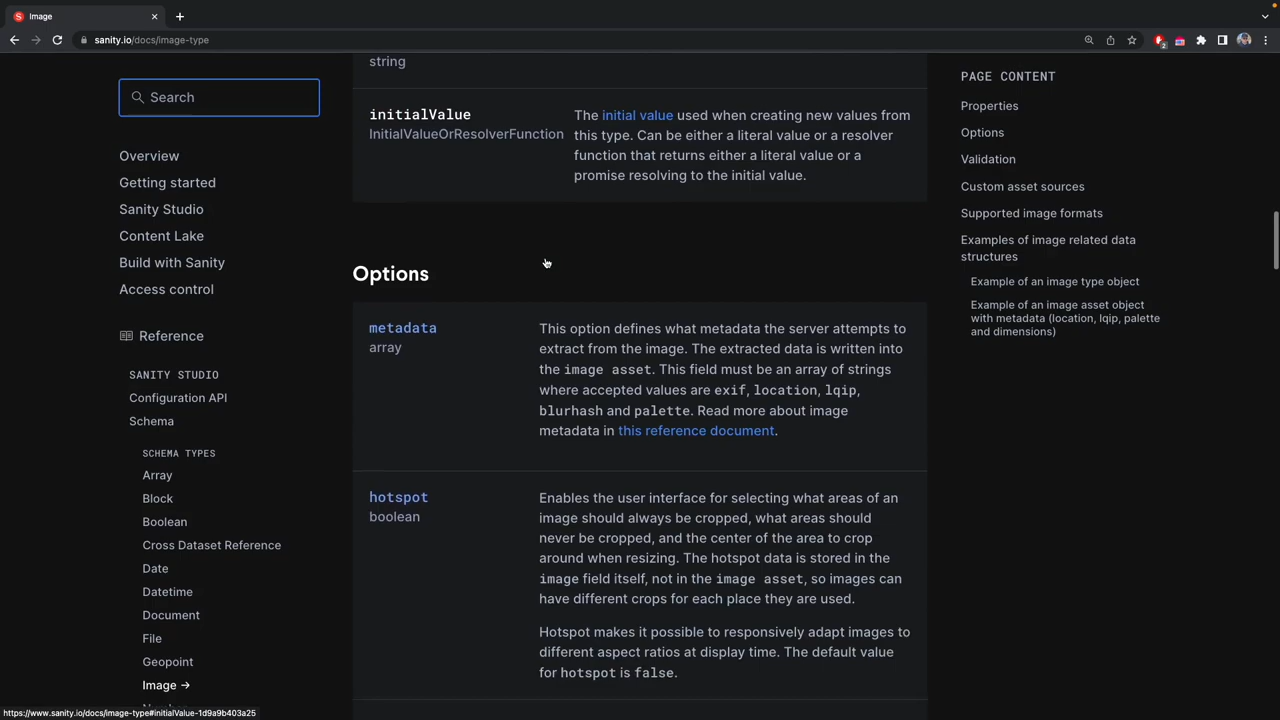 Image
sanity.io/docs/image-type
2
Search
Overview
Getting started
Sanity Studio
Content Lake
Build with Sanity
Access control
Reference
SANITY STUDIO
Configuration API
Schema
SCHEMA TYPES
Array
Block
Boolean
Cross Dataset Reference
Date
Datetime
Document
File
Geopoint
Image →
https://www.sanity.io/docs/image-type#initialValue-1d9a9b403a25
string
initialValue
InitialValueOrResolverFunction
The initial value used when creating new values from
this type. Can be either a literal value or a resolver
function that returns either a literal value or a
promise resolving to the initial value.
Options
metadata
array
This option defines what metadata the server attempts to
extract from the image. The extracted data is written into
the image asset. This field must be an array of strings
where accepted values are exif, location, lqip,
blurhash and palette. Read more about image
metadata in this reference document.
hotspot
boolean
Enables the user interface for selecting what areas of an
image should always be cropped, what areas should
never be cropped, and the center of the area to crop
around when resizing. The hotspot data is stored in the
image field itself, not in the image asset, so images can
have different crops for each place they are used.
Hotspot makes it possible to responsively adapt images to
different aspect ratios at display time. The default value
for hotspot is false.
PAGE CONTENT
Properties
Options
Validation
Custom asset sources
Supported image formats
Examples of image related data
structures
Example of an image type object
Example of an image asset object
with metadata (location, lqip, palette
and dimensions)